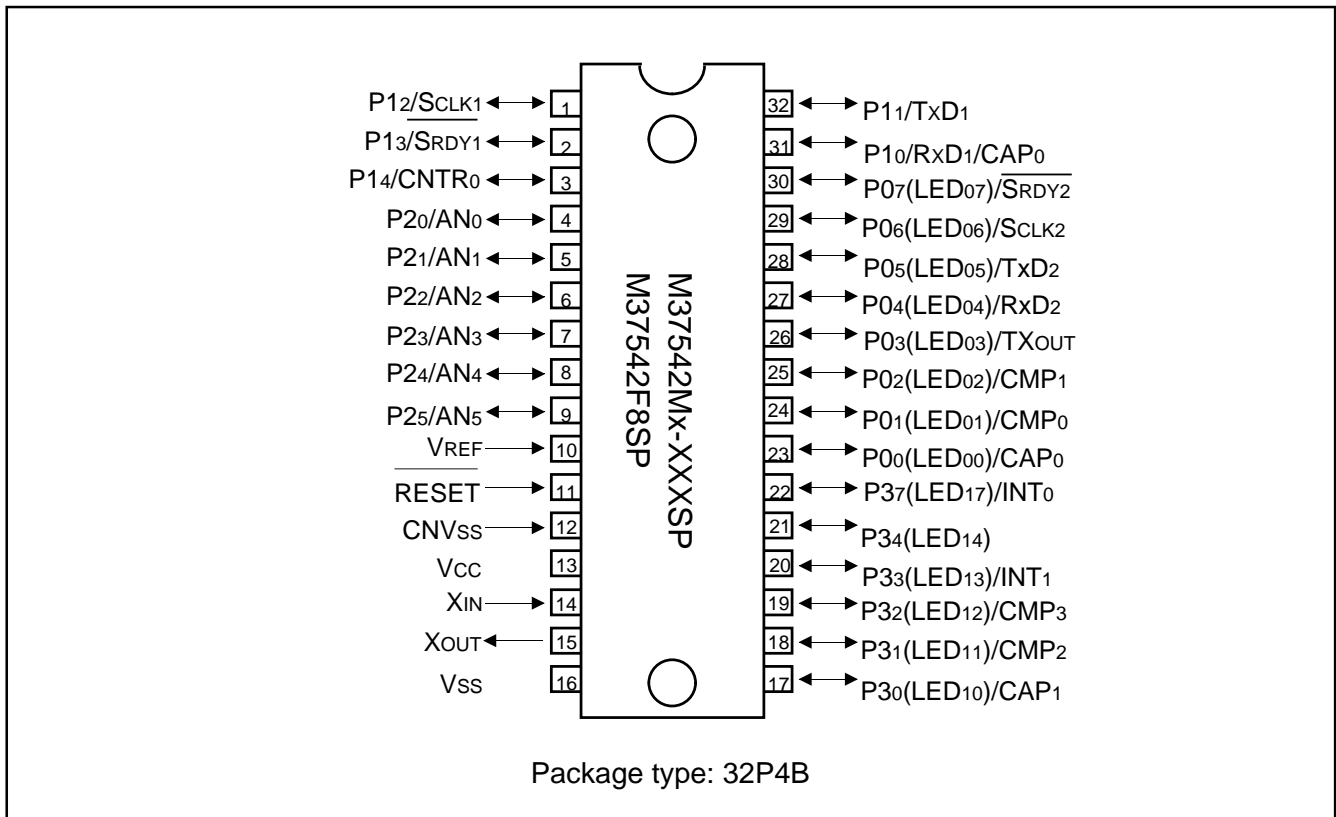 P12/SCLK1
P13/SRDY1
P14/CNTR0
P20/AN0
P21/AN1
P22/AN2
P23/AN3
P24/AN4
P25/AN5
VREF
RESET
CNVSS
VCC
XIN
XOUT
VSS
1
2
3
4
5
6
7
8
9
10
11
12
13
14
15
16
M37542Mx-XXXSP
M37542F8SP
32
31
30
29
28
27
26
25
24
23
22
21
20
19
18
17
P11/TXD1
P10/RXD1/CAP0
P07(LED07)/SRDY2
P06(LED06)/SCLK2
P05(LED05)/TxD2
P04(LED04)/RxD2
P03(LED03)/TXOUT
P02(LED02)/CMP1
P01(LED01)/CMP0
P00(LED00)/CAP0
P37(LED17)/INT0
P34(LED14)
P33(LED13)/INT1
P32(LED12)/CMP3
P31(LED11)/CMP2
P30(LED10)/CAP1
Package type: 32P4B